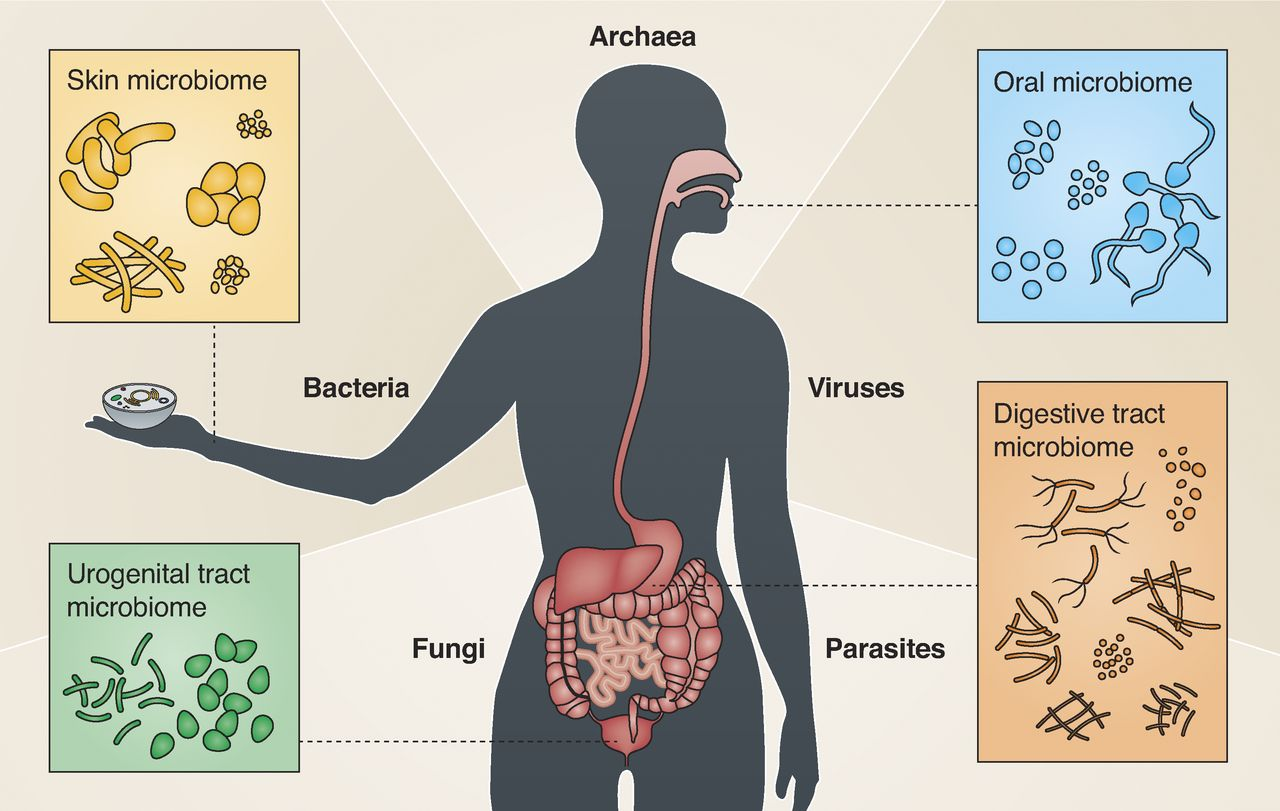 Archaea
Skin microbiome
Oral microbiome
Bacteria
Viruses
Digestive tract
microbiome
Urogenital tract
microbiome
Fungi
Parasites